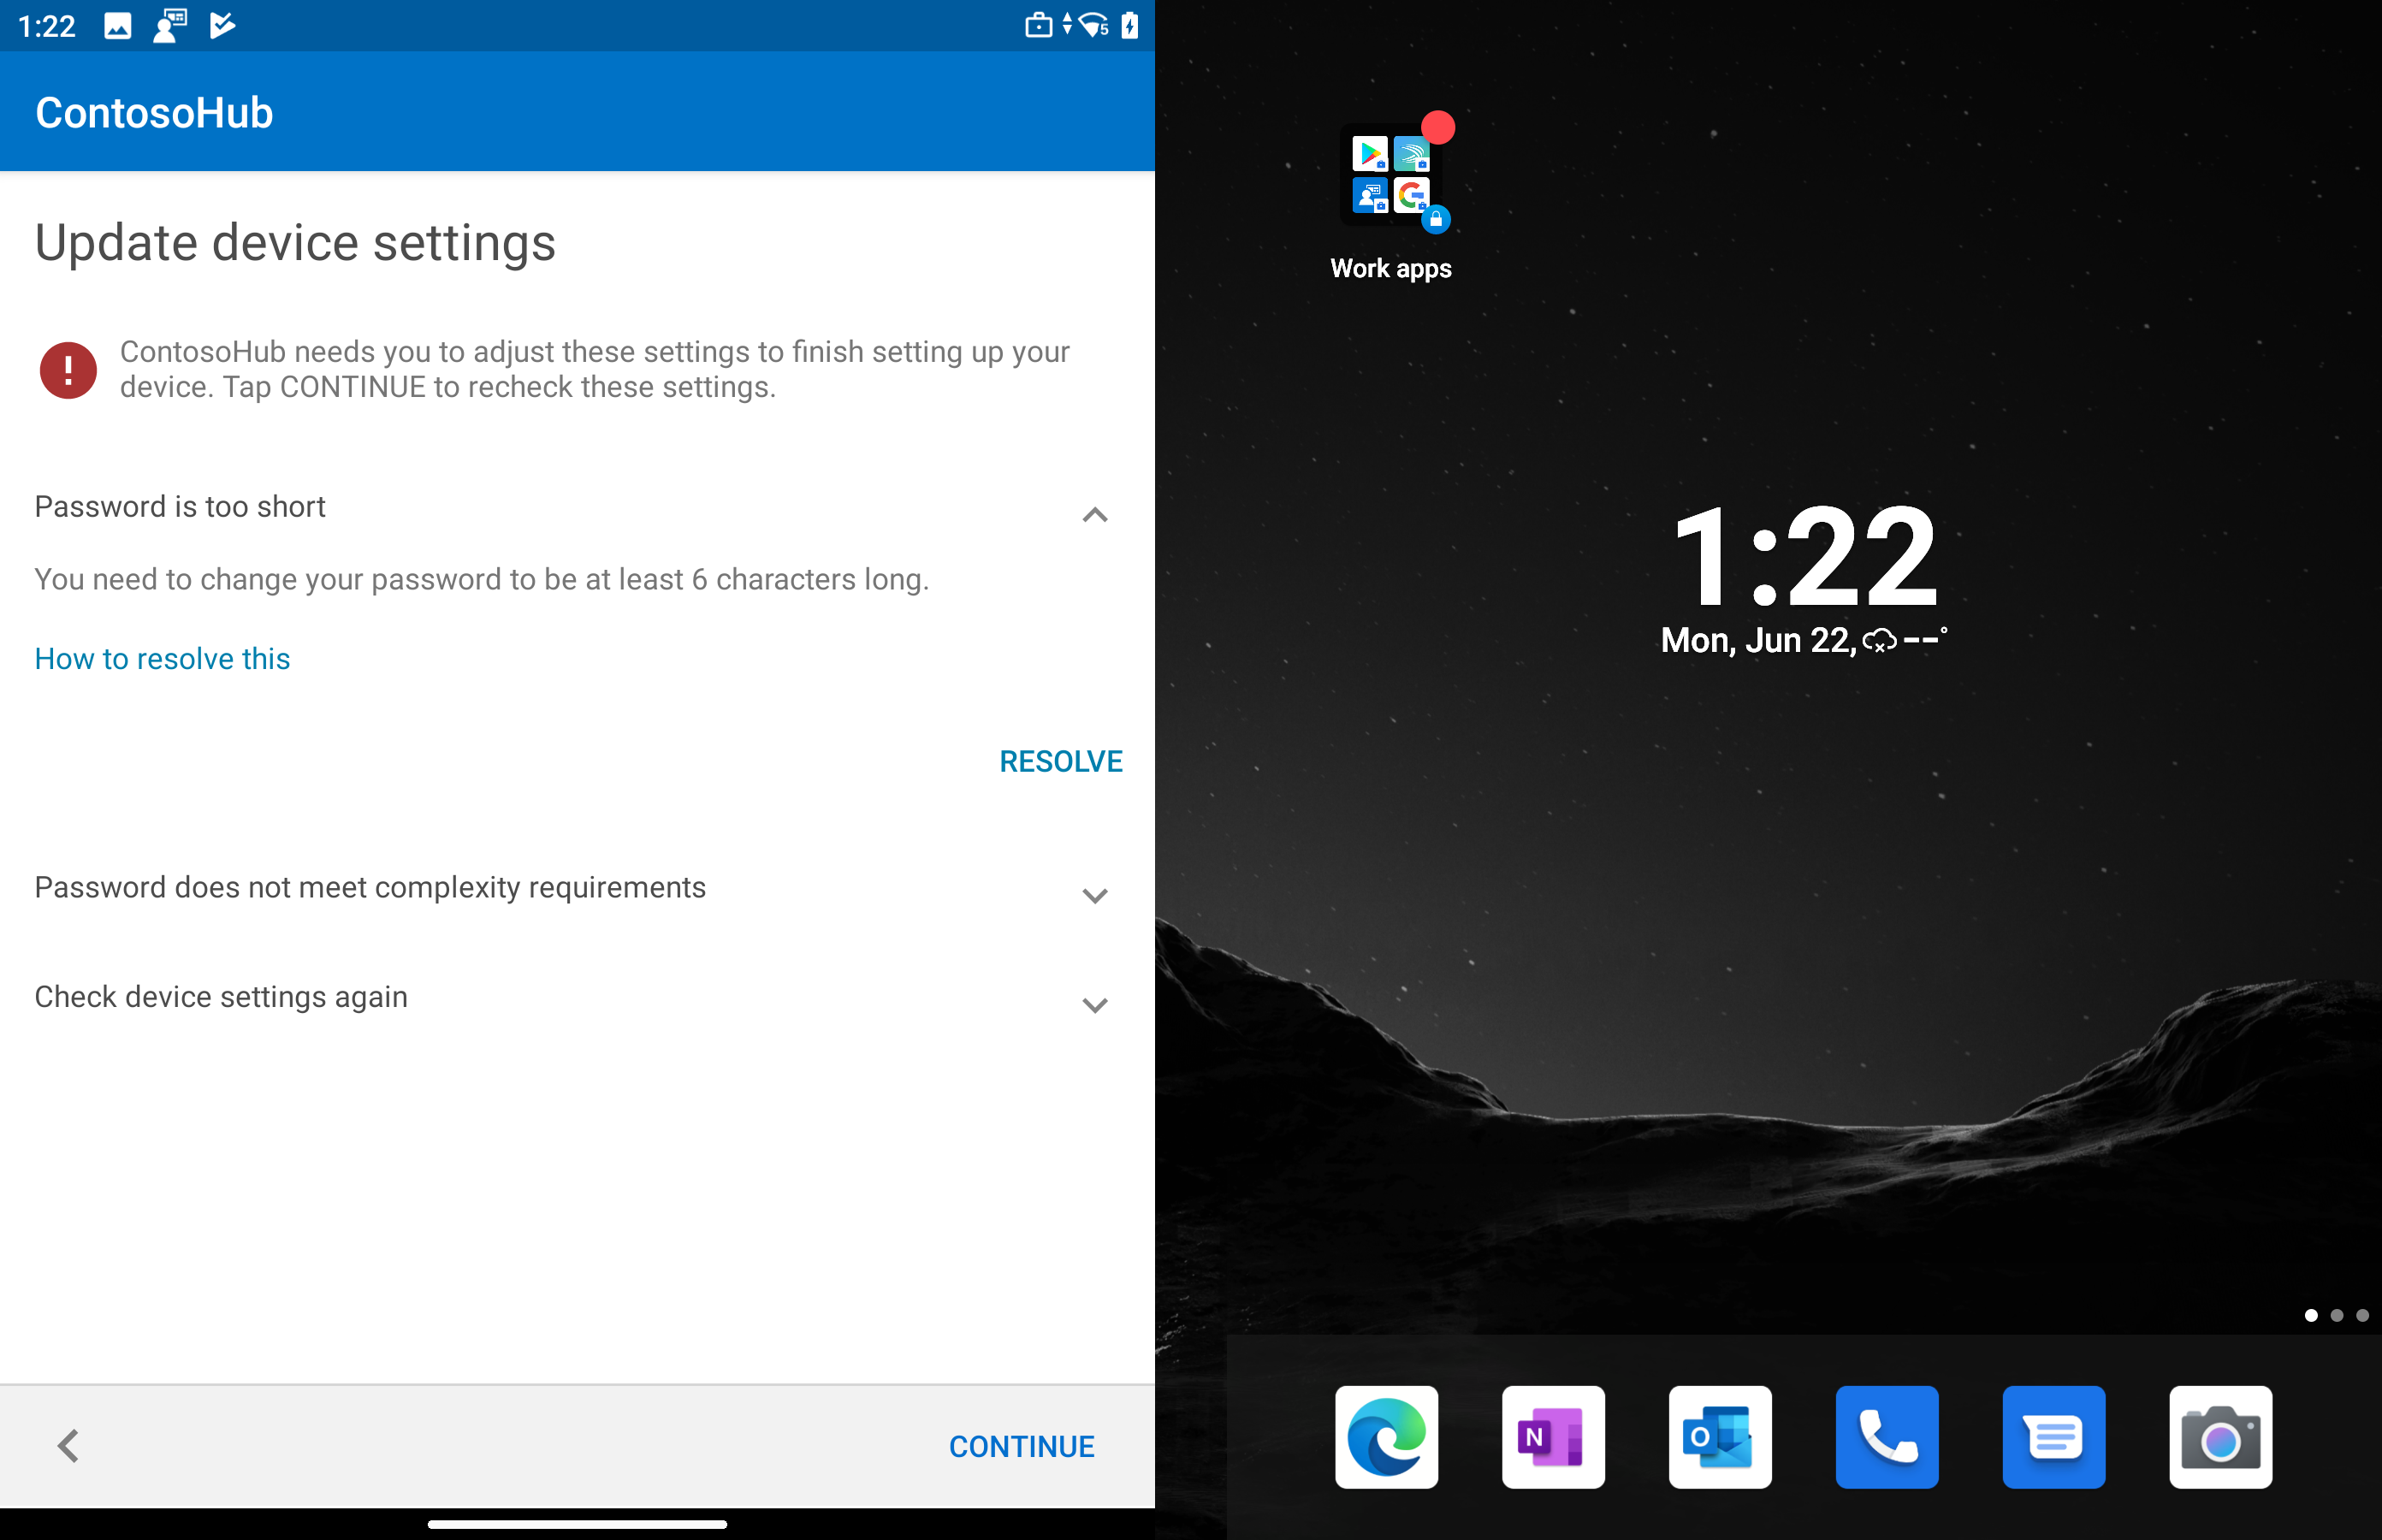 1:22
5
ContosoHub
Update device settings
ContosoHub needs you to adjust these settings to finish setting up your
device. Tap CONTINUE to recheck these settings.
Password is too short
You need to change your password to be at least 6 characters long.
How to resolve this
RESOLVE
Password does not meet complexity requirements
Check device settings again
CONTINUE
Work apps
1:22
Mon, Jun 22, --°
N
O